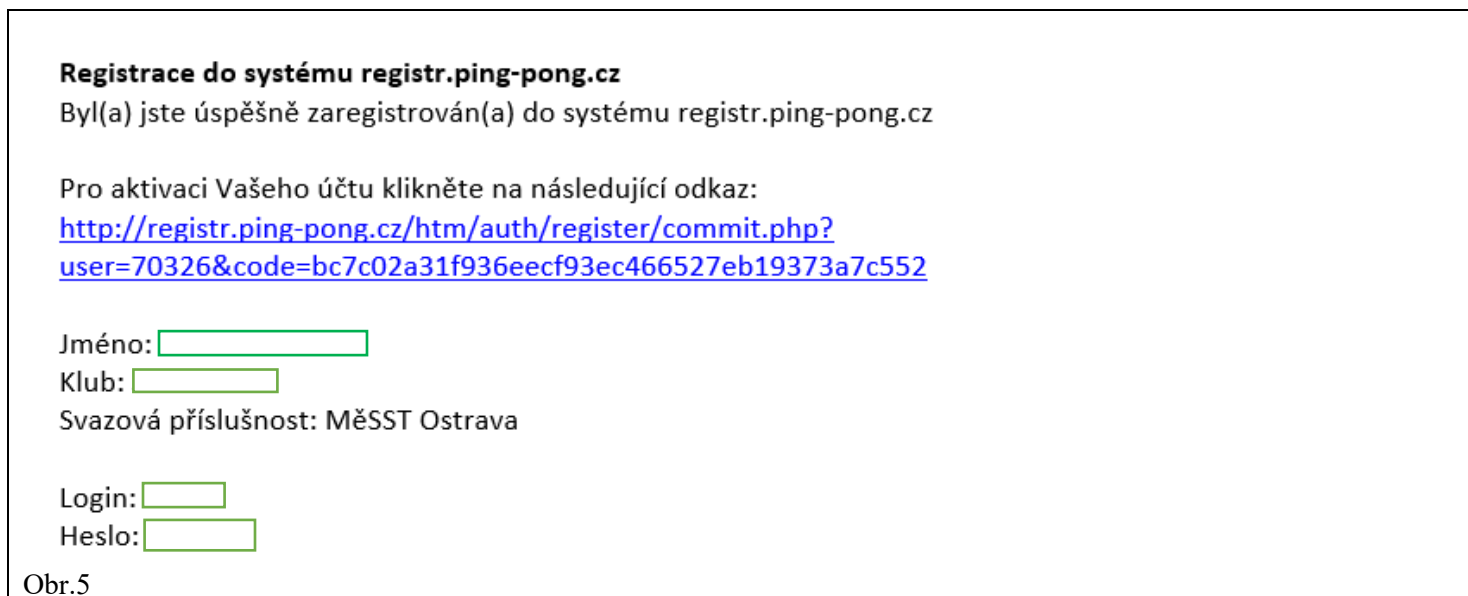 Registrace do systému registr.ping-pong.cz
Byl(a) jste úspěšně zaregistrován(a) do systému registr.ping-pong.cz
Pro aktivaci Vašeho účtu klikněte na následující odkaz:
http://registr.ping-pong.cz/htm/auth/register/commit.php?
user=70326&code=bc7c02a31f936eecf93ec466527eb19373a7c552
Jméno:
Klub:
Svazová příslušnost: MěSST Ostrava
Login:
Heslo:
Obr.5